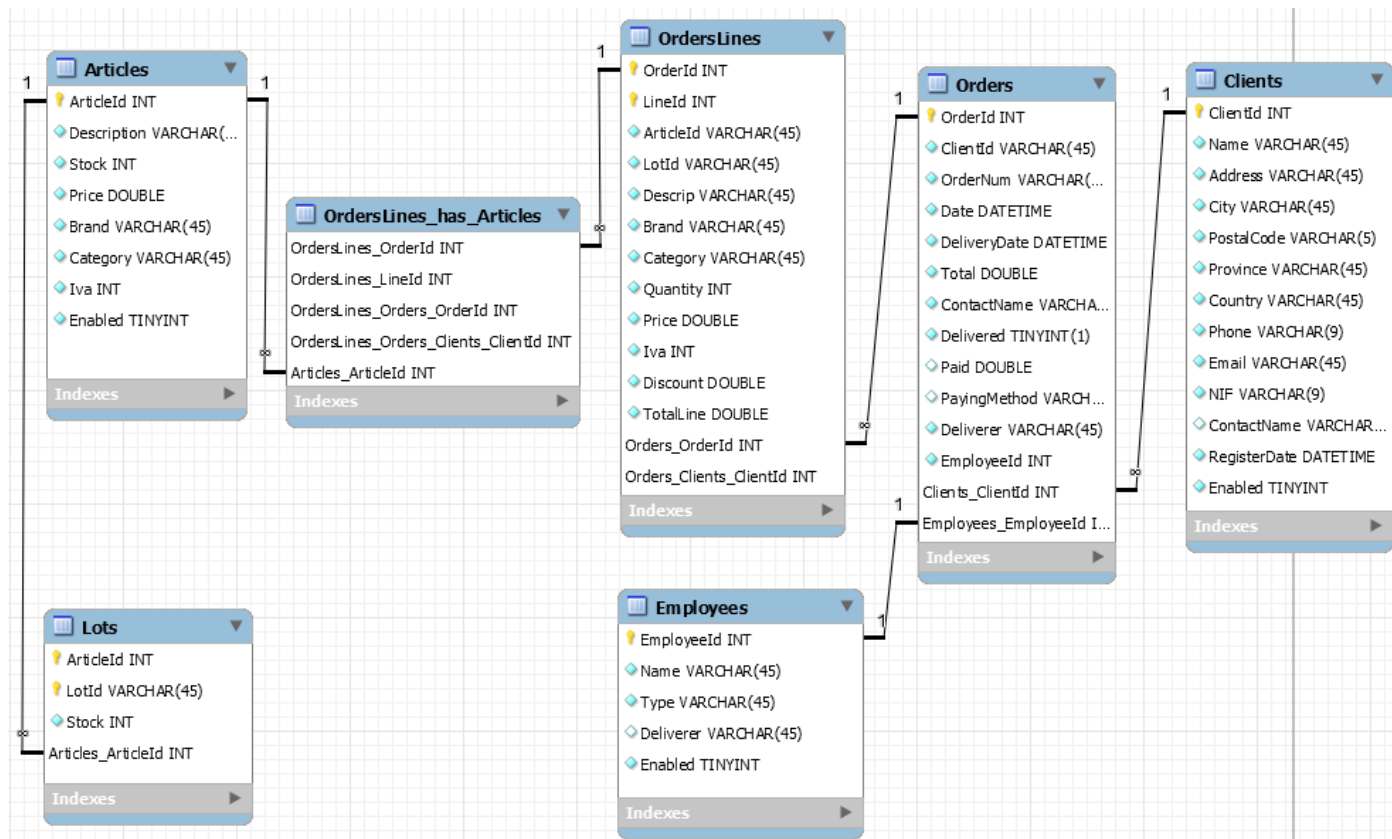 Articles
ArticleId INT
Description VARCHAR(...
Stock INT
Price DOUBLE
Brand VARCHAR(45)
Category VARCHAR(45)
Iva INT
Enabled TINYINT
Indexes
1
1
∞
OrdersLines_has_Articles
OrdersLines_OrderId INT
OrdersLines_LineId INT
OrdersLines_Orders_OrderId INT
OrdersLines_Orders_Clients_ClientId INT
Articles_ArticleId INT
Indexes
1
∞
OrdersLines
OrderId INT
LineId INT
ArticleId VARCHAR(45)
LotId VARCHAR(45)
Descrip VARCHAR(45)
Brand VARCHAR(45)
Category VARCHAR(45)
Quantity INT
Price DOUBLE
Iva INT
Discount DOUBLE
TotalLine DOUBLE
Orders_OrderId INT
Orders_Clients_ClientId INT
Indexes
1
∞
Orders
OrderId INT
ClientId VARCHAR(45)
OrderNum VARCHAR(...
Date DATETIME
DeliveryDate DATETIME
Total DOUBLE
ContactName VARCHA...
Delivered TINYINT(1)
Paid DOUBLE
PayingMethod VARCH...
Deliverer VARCHAR(45)
EmployeeId INT
Clients_ClientId INT
Employees_EmployeeId I...
Indexes
1
∞
Clients
ClientId INT
Name VARCHAR(45)
Address VARCHAR(45)
City VARCHAR(45)
PostalCode VARCHAR(5)
Province VARCHAR(45)
Country VARCHAR(45)
Phone VARCHAR(9)
Email VARCHAR(45)
NIF VARCHAR(9)
ContactName VARCHAR...
RegisterDate DATETIME
Enabled TINYINT
Indexes
Lots
ArticleId INT
LotId VARCHAR(45)
Stock INT
Articles_ArticleId INT
Indexes
∞
Employees
EmployeeId INT
Name VARCHAR(45)
Type VARCHAR(45)
Deliverer VARCHAR(45)
Enabled TINYINT
Indexes
1
1